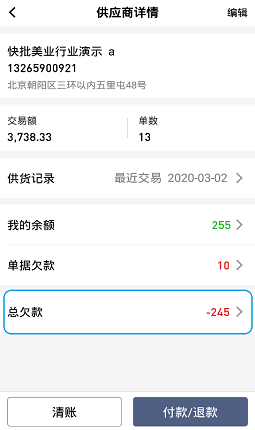 供应商详情 编辑
快批美业行业演示 a
13265900921
北京朝阳区三环以内五里屯48号
交易额 单数
3,738.33 13
供货记录 最近交易 2020-03-02
我的余额 255
单据欠款 10
总欠款 -245
清账 付款/退款